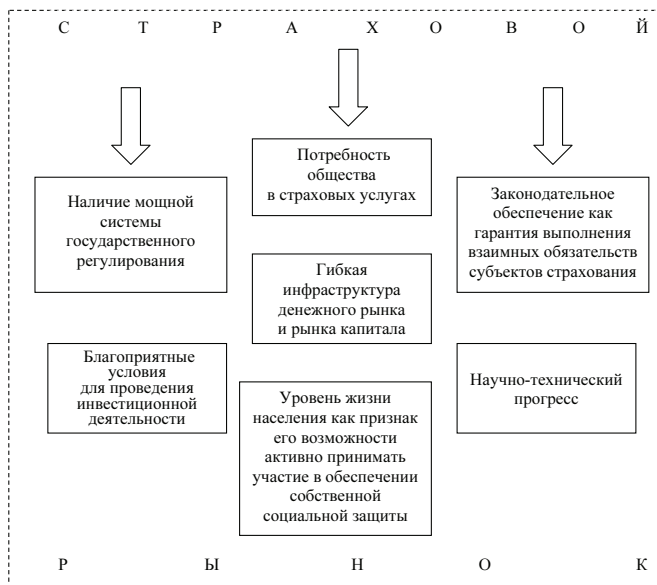 С Т Р А Х О В О Й
Потребность
общества
в страховых услугах
Наличие мощной
системы
государственного
регулирования
Законодательное
обеспечение как
гарантия выполнения
взаимных обязательств
субъектов страхования
Гибкая
инфраструктура
денежного рынка
и рынка капитала
Благоприятные
условия
для проведения
инвестиционной
деятельности
Научно-технический
прогресс
Уровень жизни
населения как признак
его возможности
активно принимать
участие в обеспечении
собственной
социальной защиты
Р Ы Н О К